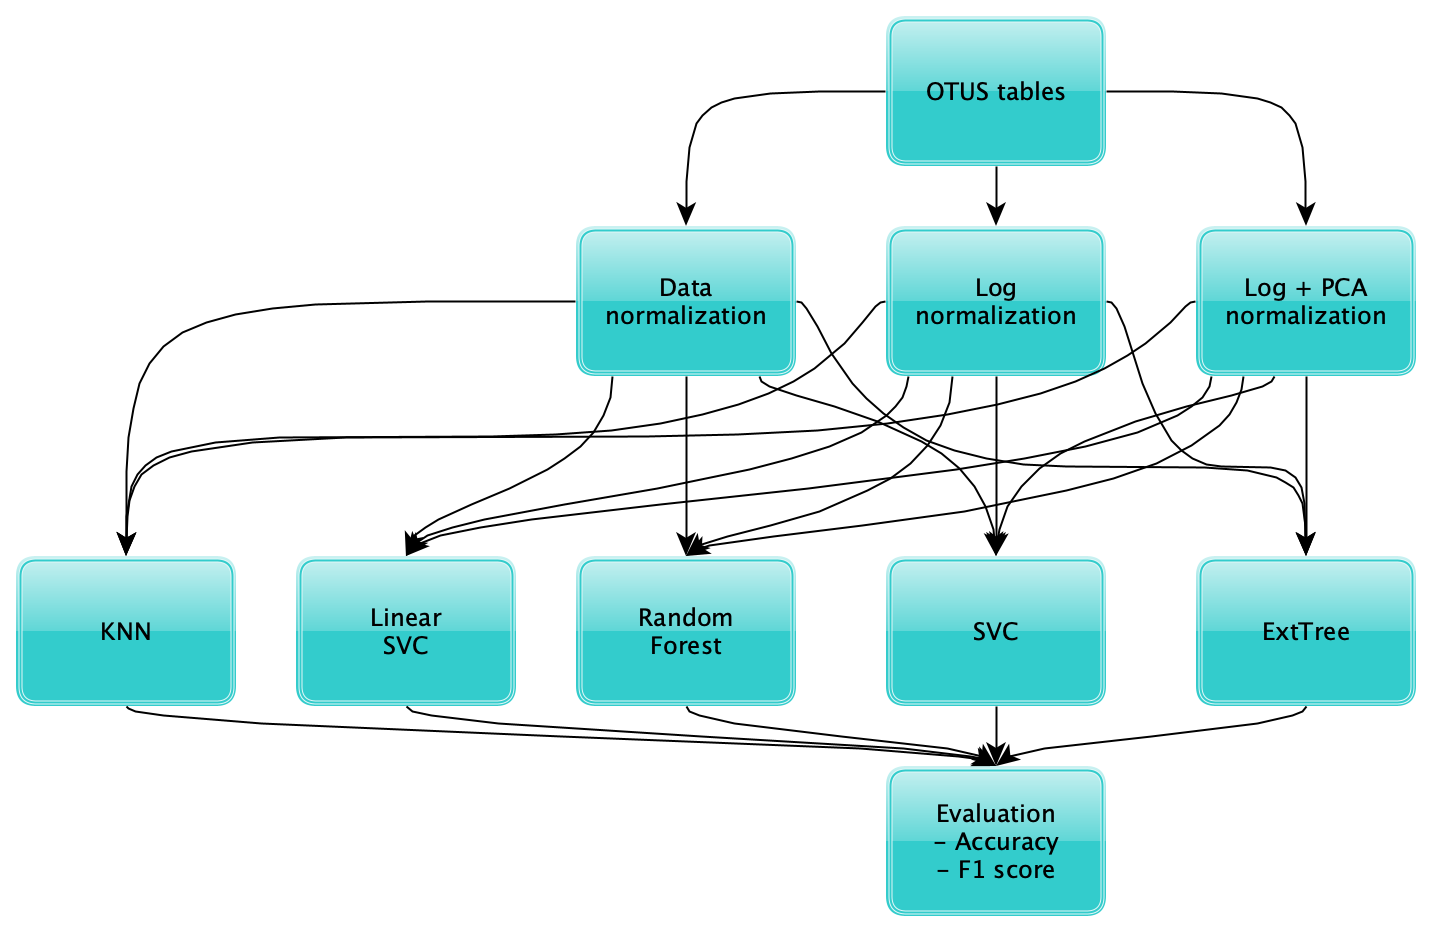 OTUS tables
Data
normalization
Log
normalization
Log + PCA
normalization
KNN
Linear
SVC
Random
Forest
SVC
ExtTree
Evaluation
- Accuracy
- F1 score